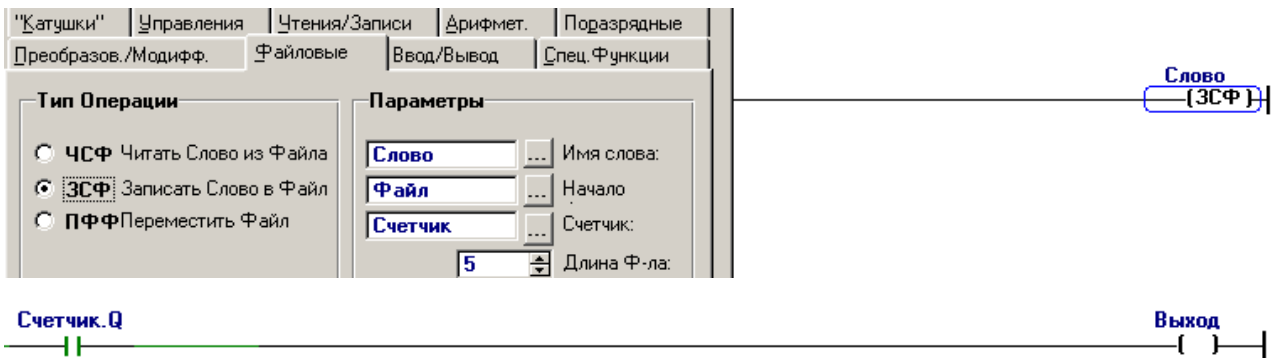 "Катушки" Управления Чтения/Записи Арифмет. Поразрядные
Преобразов./Модифф. Файловые Ввод/Вывод Спец.Функции
Тип Операции
ЧСФ Читать Слово из Файла
ЗСФ Записать Слово в Файл
ПФФ Переместить Файл
Параметры
Слово ... Имя слова:
Файл ... Начало
Счетчик ... Счетчик:
5 Длина Ф-ла:
Слово
(ЗСФ)
Счетчик.Q
Выход
( )